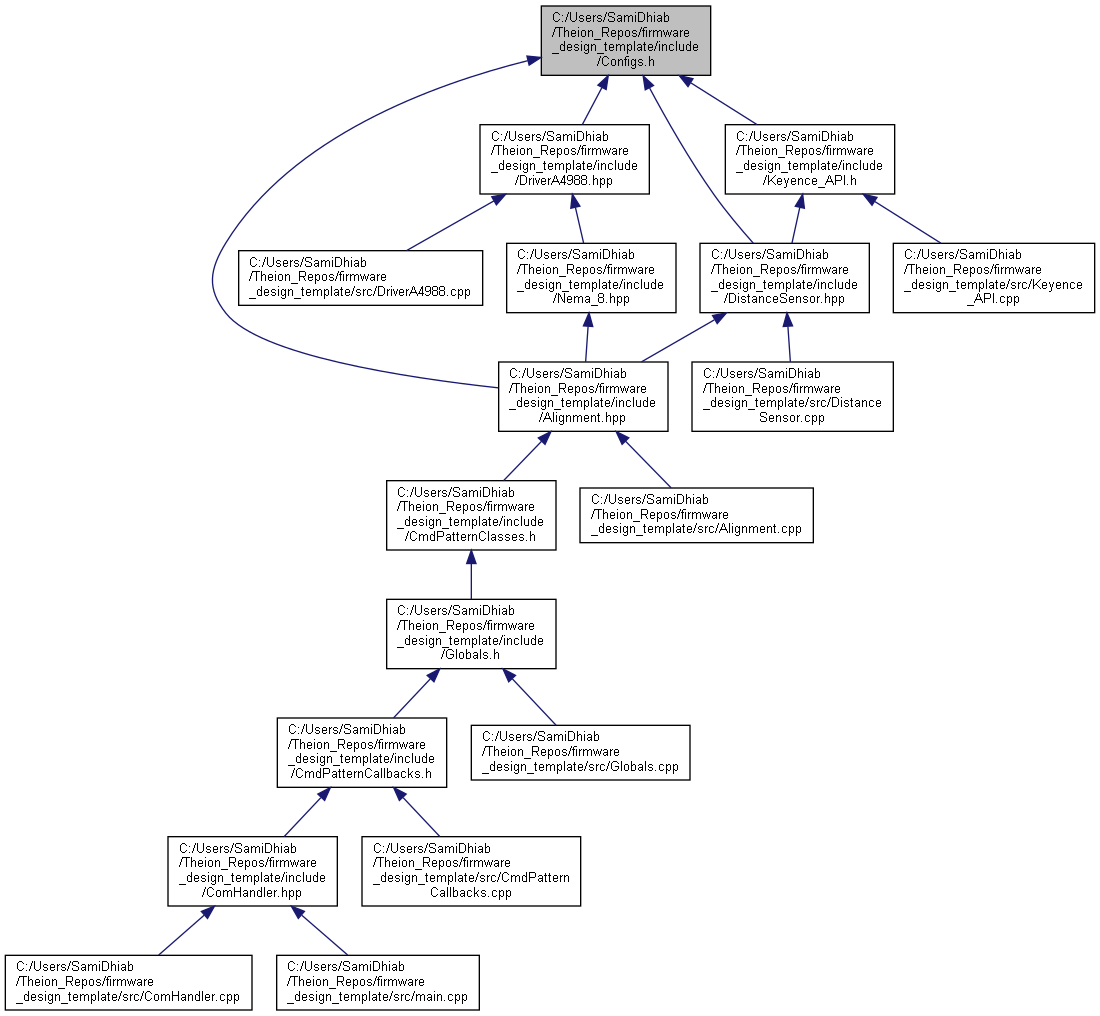 C:/Users/SamiDhiab
/Theion_Repos/firmware
_design_template/include
/Configs.h
C:/Users/SamiDhiab
/Theion_Repos/firmware
_design_template/include
/DriverA4988.hpp
C:/Users/SamiDhiab
/Theion_Repos/firmware
_design_template/include
/Keyence_API.h
C:/Users/SamiDhiab
/Theion_Repos/firmware
_design_template/src/DriverA4988.cpp
C:/Users/SamiDhiab
/Theion_Repos/firmware
_design_template/include
/Nema_8.hpp
C:/Users/SamiDhiab
/Theion_Repos/firmware
_design_template/include
/DistanceSensor.hpp
C:/Users/SamiDhiab
/Theion_Repos/firmware
_design_template/src/Keyence
_API.cpp
C:/Users/SamiDhiab
/Theion_Repos/firmware
_design_template/include
/Alignment.hpp
C:/Users/SamiDhiab
/Theion_Repos/firmware
_design_template/src/Distance
Sensor.cpp
C:/Users/SamiDhiab
/Theion_Repos/firmware
_design_template/include
/CmdPatternClasses.h
C:/Users/SamiDhiab
/Theion_Repos/firmware
_design_template/src/Alignment.cpp
C:/Users/SamiDhiab
/Theion_Repos/firmware
_design_template/include
/Globals.h
C:/Users/SamiDhiab
/Theion_Repos/firmware
_design_template/include
/CmdPatternCallbacks.h
C:/Users/SamiDhiab
/Theion_Repos/firmware
_design_template/src/Globals.cpp
C:/Users/SamiDhiab
/Theion_Repos/firmware
_design_template/include
/ComHandler.hpp
C:/Users/SamiDhiab
/Theion_Repos/firmware
_design_template/src/CmdPattern
Callbacks.cpp
C:/Users/SamiDhiab
/Theion_Repos/firmware
_design_template/src/ComHandler.cpp
C:/Users/SamiDhiab
/Theion_Repos/firmware
_design_template/src/main.cpp